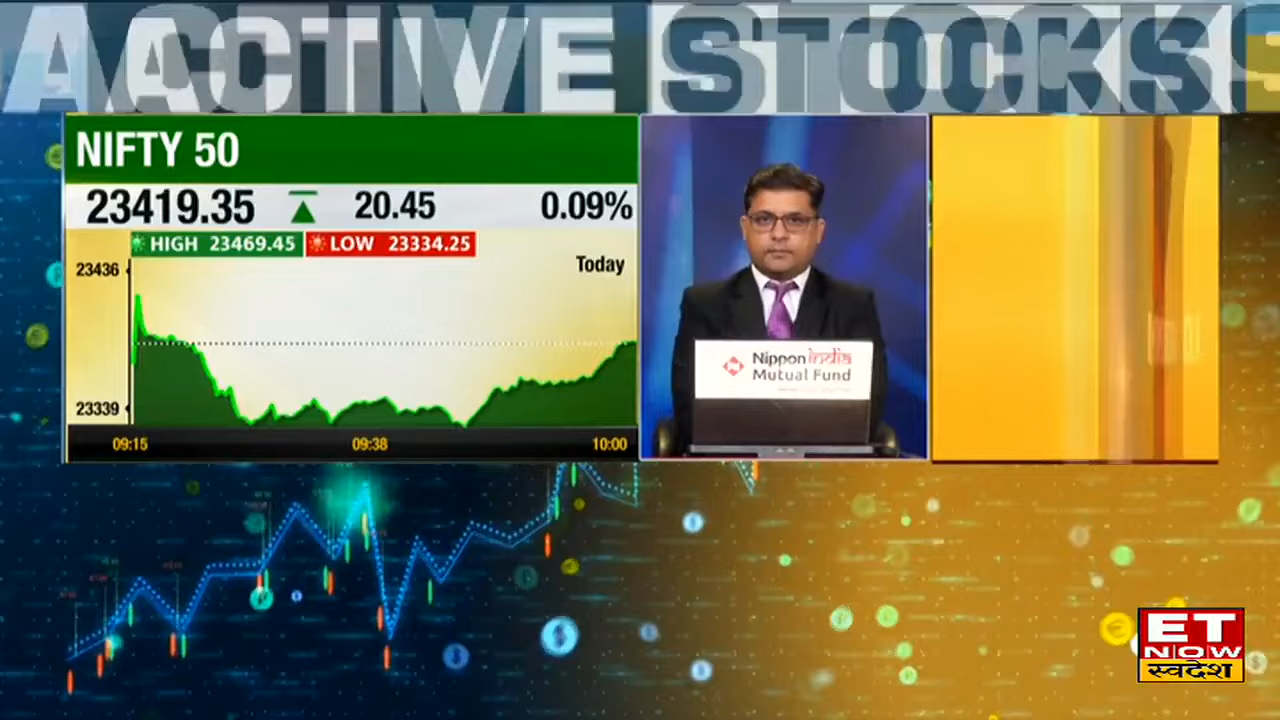 ACTIVE STOCKS
NIFTY 50
23419.35 20.45 0.09%
HIGH 23469.45 LOW 23334.25
Today
23436
23339
09:15 09:38 10:00
Nippon India
Mutual Fund
ET
NOW
स्वदेश